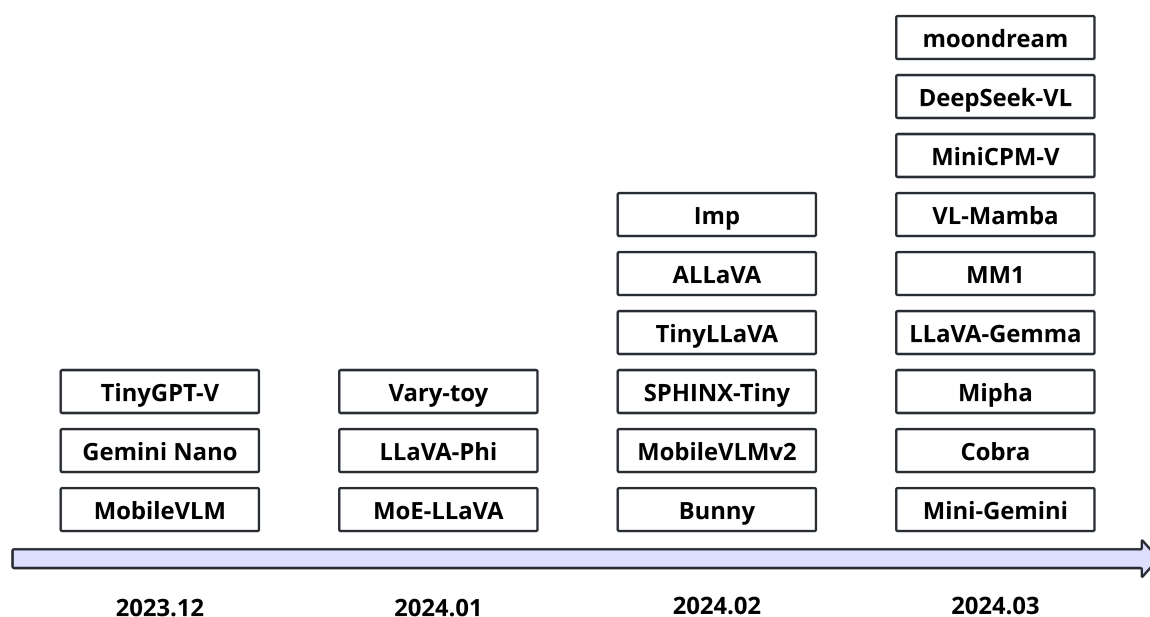 moondream
DeepSeek-VL
MiniCPM-V
Imp
VL-Mamba
ALLaVA
MM1
TinyLLaVA
LLaVA-Gemma
TinyGPT-V
Vary-toy
SPHINX-Tiny
Mipha
Gemini Nano
LLaVA-Phi
MobileVLMv2
Cobra
MobileVLM
MoE-LLaVA
Bunny
Mini-Gemini
2023.12
2024.01
2024.02
2024.03